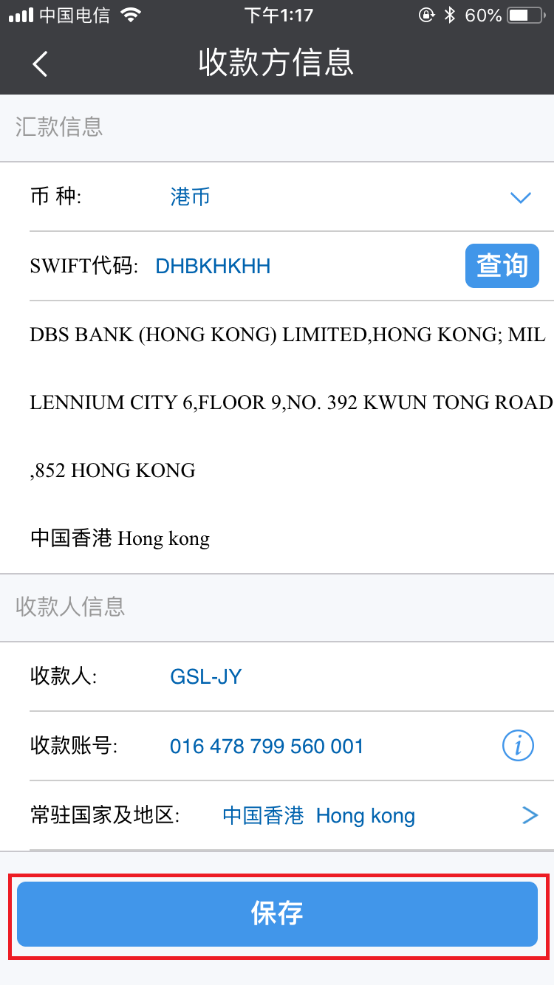 中国电信 下午1:17 60%
收款方信息
汇款信息
币 种: 港币
SWIFT代码: DHBKHKHH 查询
DBS BANK (HONG KONG) LIMITED,HONG KONG; MIL
LENNIUM CITY 6,FLOOR 9,NO. 392 KWUN TONG ROAD
,852 HONG KONG
中国香港 Hong kong
收款人信息
收款人: GSL-JY
收款账号: 016 478 799 560 001 i
常驻国家及地区: 中国香港 Hong kong
保存